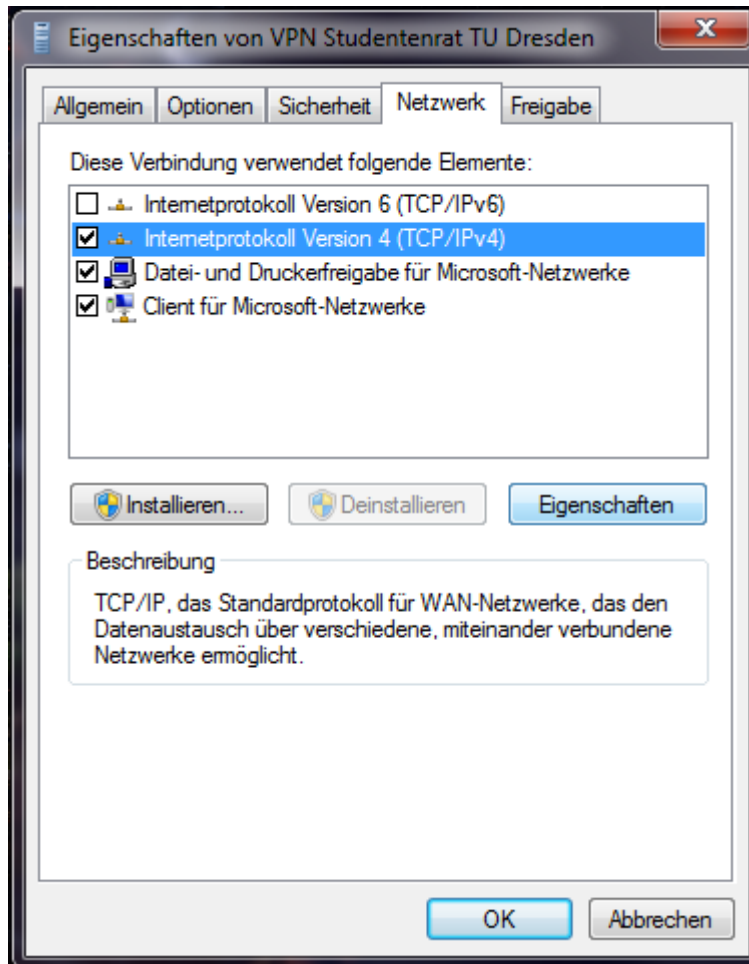 Eigenschaften von VPN Studentenrat TU Dresden
Allgemein Optionen Sicherheit Netzwerk Freigabe
Diese Verbindung verwendet folgende Elemente:
Internetprotokoll Version 6 (TCP/IPv6)
Internetprotokoll Version 4 (TCP/IPv4)
Datei- und Druckerfreigabe für Microsoft-Netzwerke
Client für Microsoft-Netzwerke
Installieren... Deinstallieren Eigenschaften
Beschreibung
TCP/IP, das Standardprotokoll für WAN-Netzwerke, das den
Datenaustausch über verschiedene, miteinander verbundene
Netzwerke ermöglicht.
OK Abbrechen